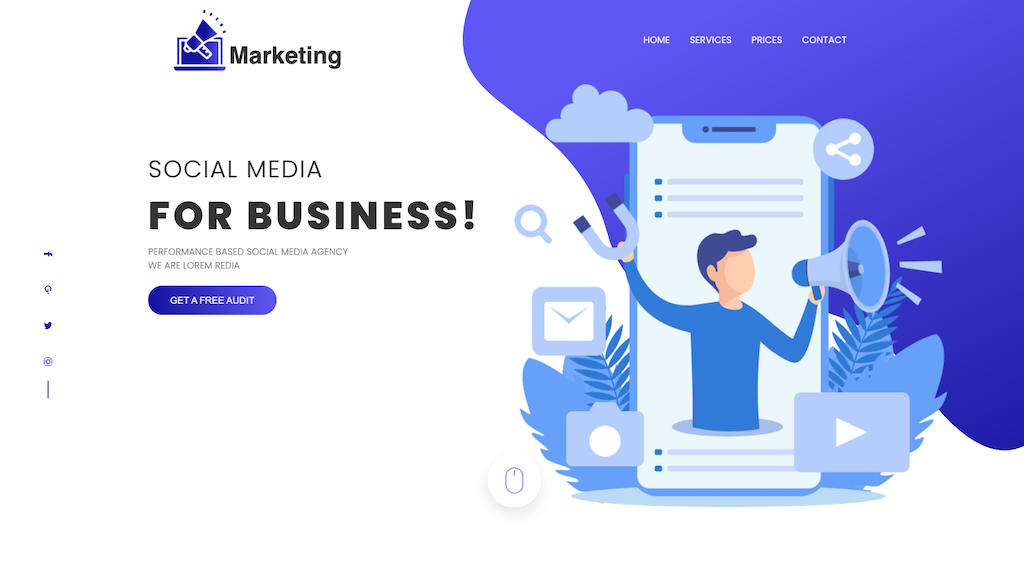 Marketing
HOME SERVICES PRICES CONTACT
SOCIAL MEDIA
FOR BUSINESS!
PERFORMANCE BASED SOCIAL MEDIA AGENCY
WE ARE LOREM REDIA
GET A FREE AUDIT